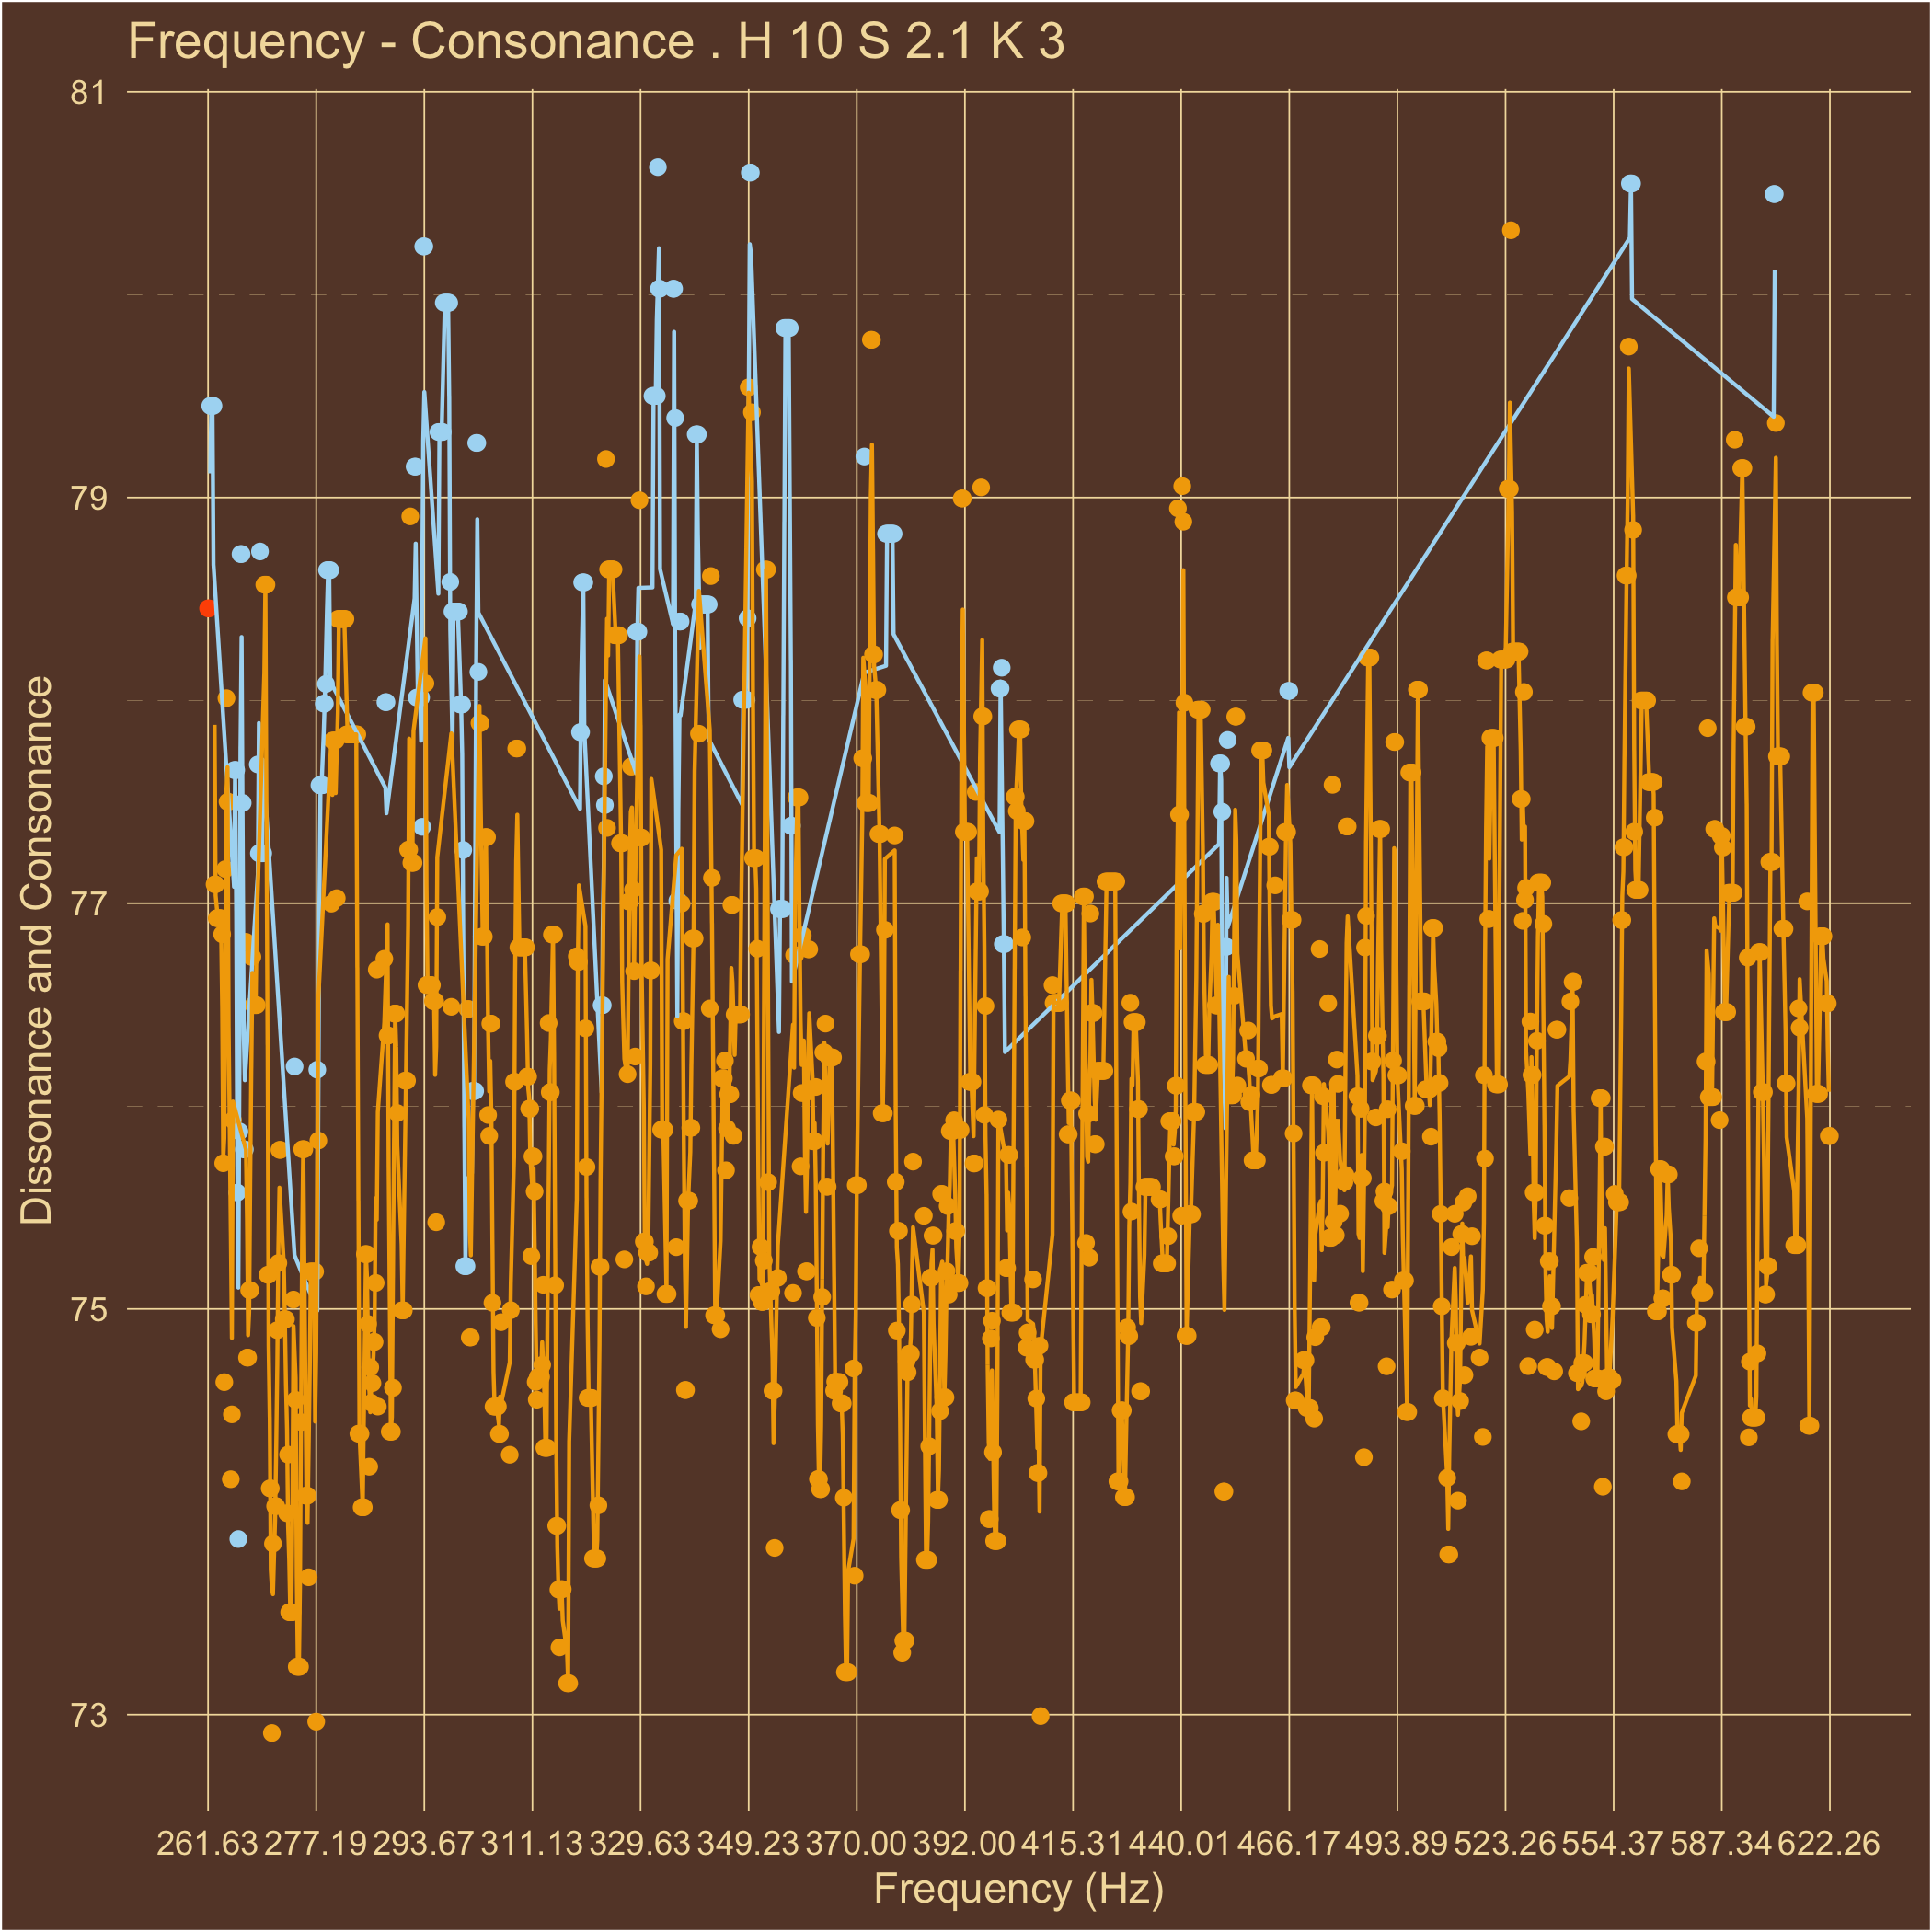 Frequency - Consonance . H 10 S 2.1 K 3
81
79
77
75
73
Dissonance and Consonance
261.63 277.19 293.67 311.13 329.63 349.23 370.00 392.00 415.31 440.01 466.17 493.89 523.26 554.37 587.34 622.26
Frequency (Hz)